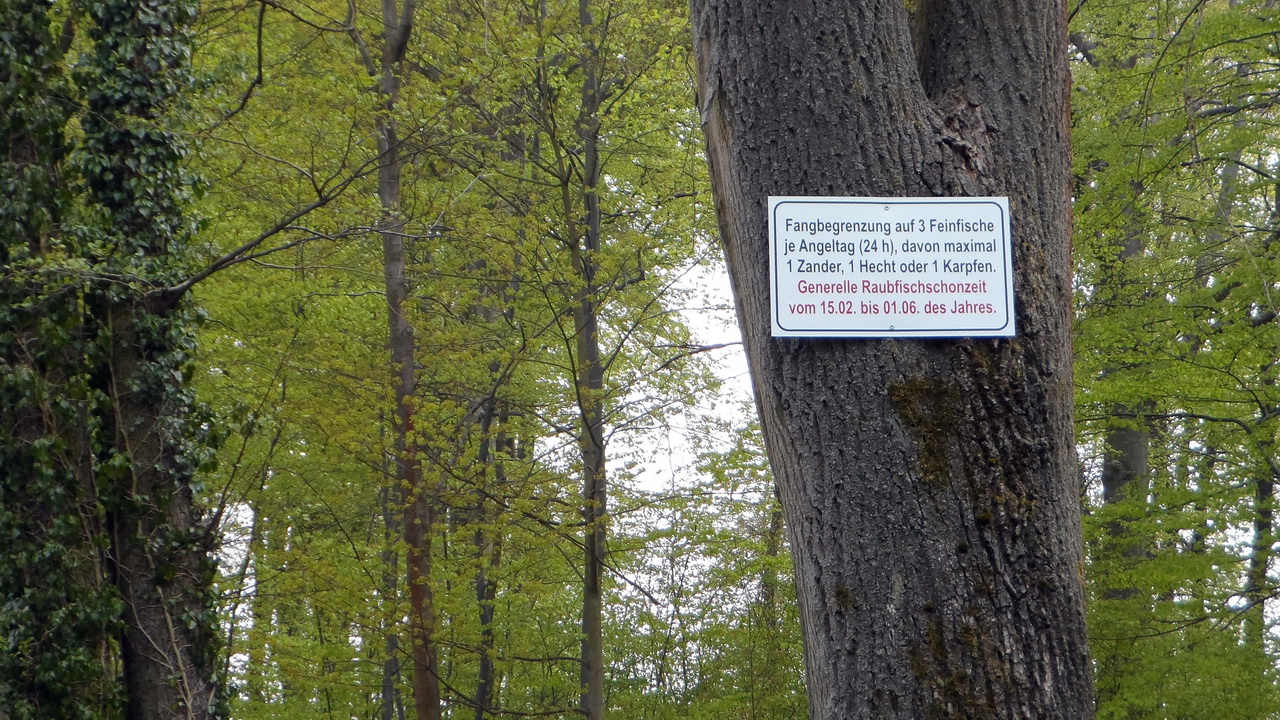 Fangbegrenzung auf 3 Feinfische
je Angeltag (24 h), davon maximal
1 Zander, 1 Hecht oder 1 Karpfen.
Generelle Raubfischschonzeit
vom 15.02. bis 01.06. des Jahres.